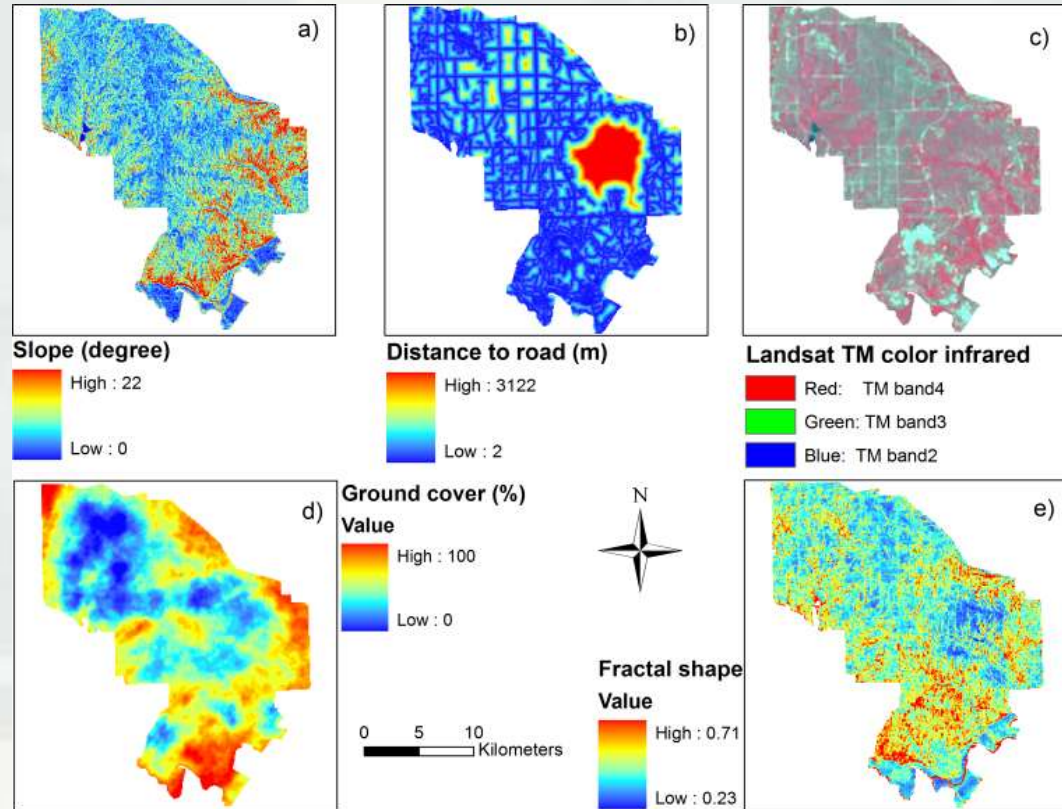 a)
b)
c)
Slope (degree)
High : 22
Low : 0
Distance to road (m)
High : 3122
Low : 2
Landsat TM color infrared
Red: TM band4
Green: TM band3
Blue: TM band2
d)
Ground cover (%)
Value
High : 100
Low : 0
N
e)
Fractal shape
Value
High : 0.71
Low : 0.23
0 5 10
Kilometers